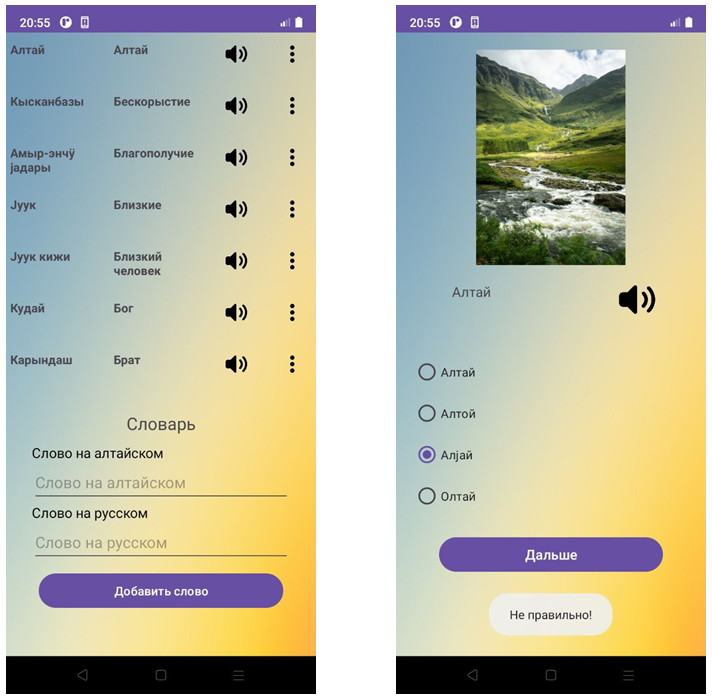 20:55
Алтай Алтай
Кысканбазы Бескорыстие
Амыр-энчӱ Благополучие
јадары
Јуук Близкие
Јуук кижи Близкий
человек
Кудай Бог
Карындаш Брат
Словарь
Слово на алтайском
Слово на алтайском
Слово на русском
Слово на русском
Добавить слово
20:55
Алтай
Алтай
Алтой
Алјай
Олтай
Дальше
Не правильно!